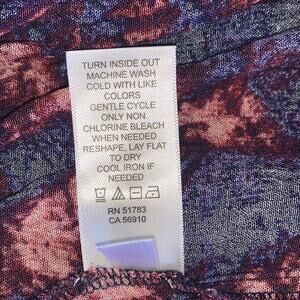 TURN INSIDE OUT
MACHINE WASH
COLD WITH LIKE
COLORS
GENTLE CYCLE
ONLY NON
CHLORINE BLEACH
WHEN NEEDED
RESHAPE, LAY FLAT
TO DRY
COOL IRON IF
NEEDED
RN 51783
CA 56910